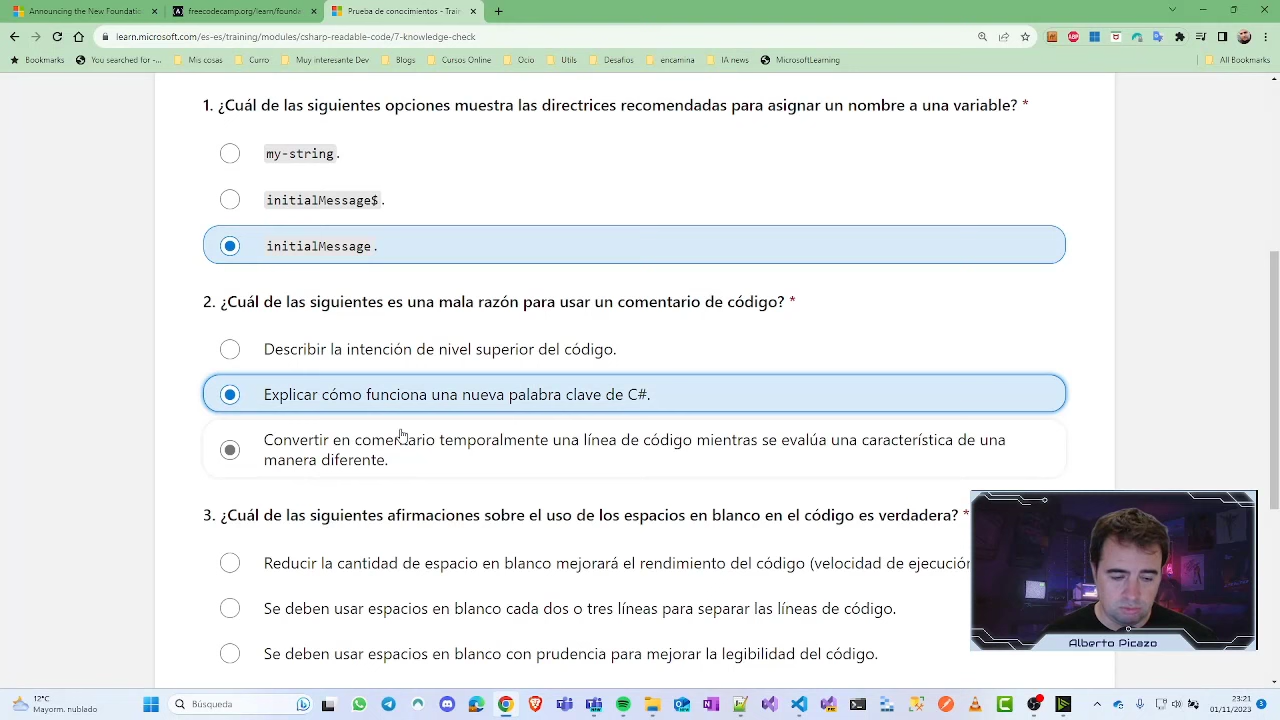 Announcing the New Foundatic
freecodecamp.org/learn/founda
Prueba de conocimientos - Train
learn.microsoft.com/es-es/training/modules/csharp-readable-code/7-knowledge-check
Bookmarks
You searched for -...
Mis cosas
Curro
Muy interesante Dev
Blogs
Cursos Online
Ocio
Utils
Desafios
encamina
IA news
MicrosoftLearning
All Bookmarks
1. ¿Cuál de las siguientes opciones muestra las directrices recomendadas para asignar un nombre a una variable? *
my-string.
initialMessage$.
initialMessage.
2. ¿Cuál de las siguientes es una mala razón para usar un comentario de código? *
Describir la intención de nivel superior del código.
Explicar cómo funciona una nueva palabra clave de C#.
Convertir en comentario temporalmente una línea de código mientras se evalúa una característica de una
manera diferente.
3. ¿Cuál de las siguientes afirmaciones sobre el uso de los espacios en blanco en el código es verdadera? *
Reducir la cantidad de espacio en blanco mejorará el rendimiento del código (velocidad de ejecución
Se deben usar espacios en blanco cada dos o tres líneas para separar las líneas de código.
Se deben usar espacios en blanco con prudencia para mejorar la legibilidad del código.
Alberto Picazo
12°C
Mayorm. nublado
Búsqueda
23:21
01/11/2023
3